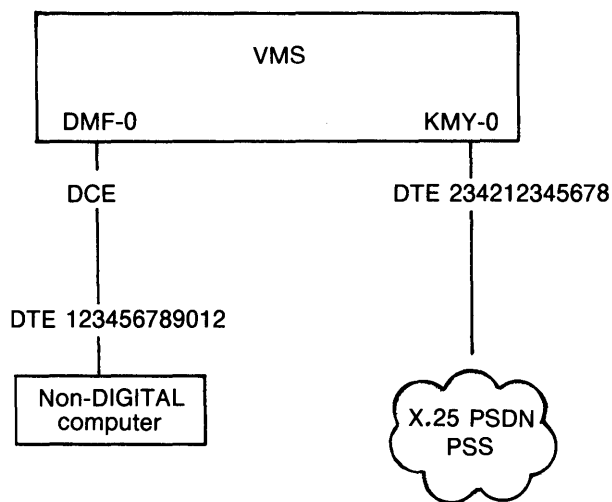 VMS
DMF-0 KMY-0
DCE DTE 234212345678
DTE 123456789012
Non-DIGITAL
computer
X.25 PSDN
PSS